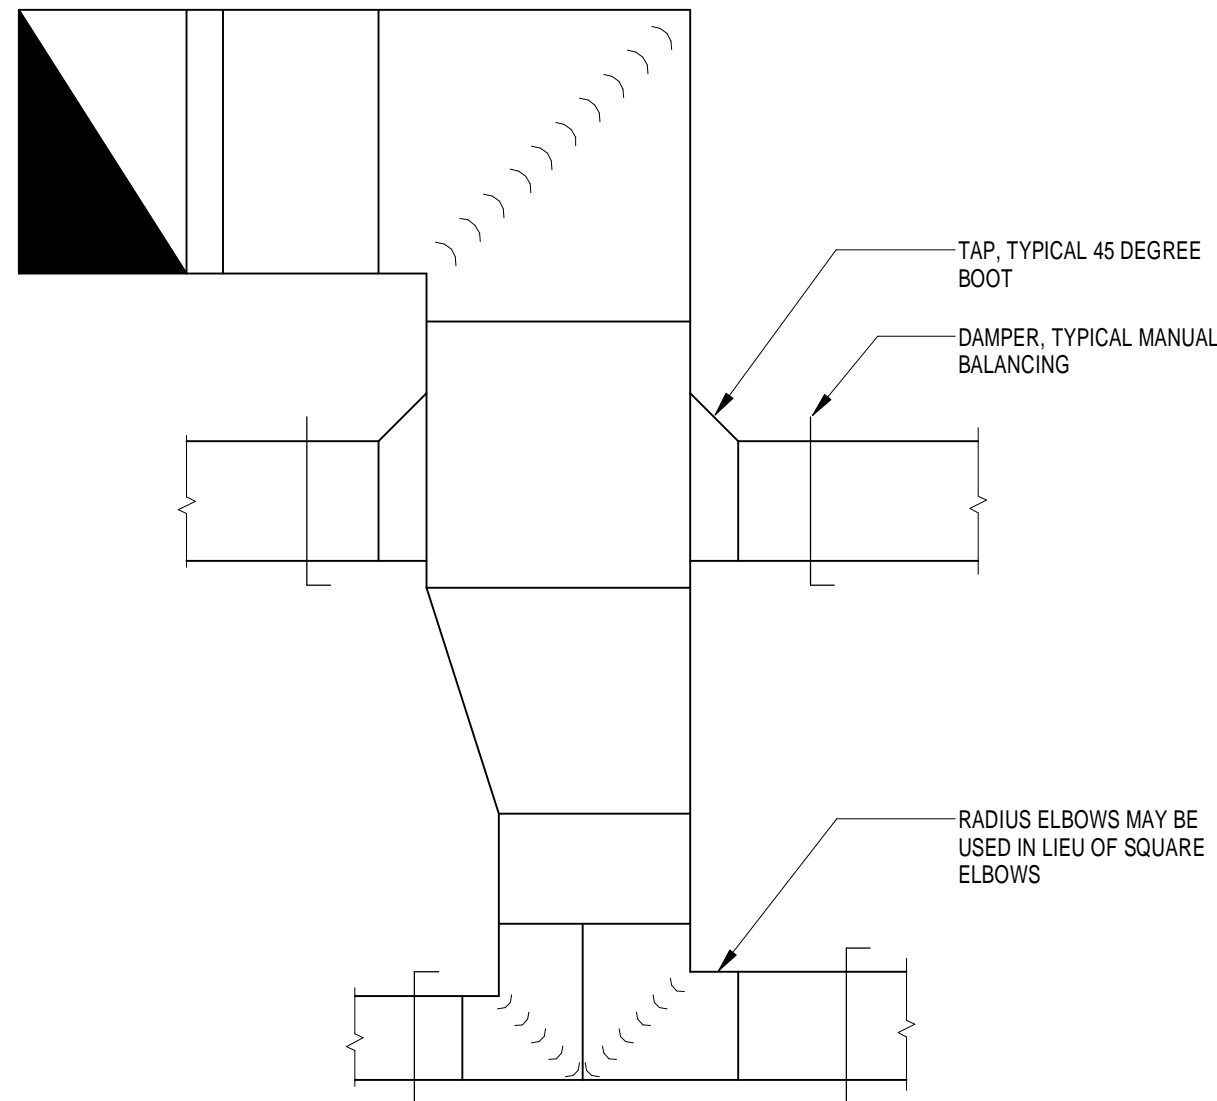 TAP, TYPICAL 45 DEGREE
BOOT
DAMPER, TYPICAL MANUAL
BALANCING
RADIUS ELBOWS MAY BE
USED IN LIEU OF SQUARE
ELBOWS